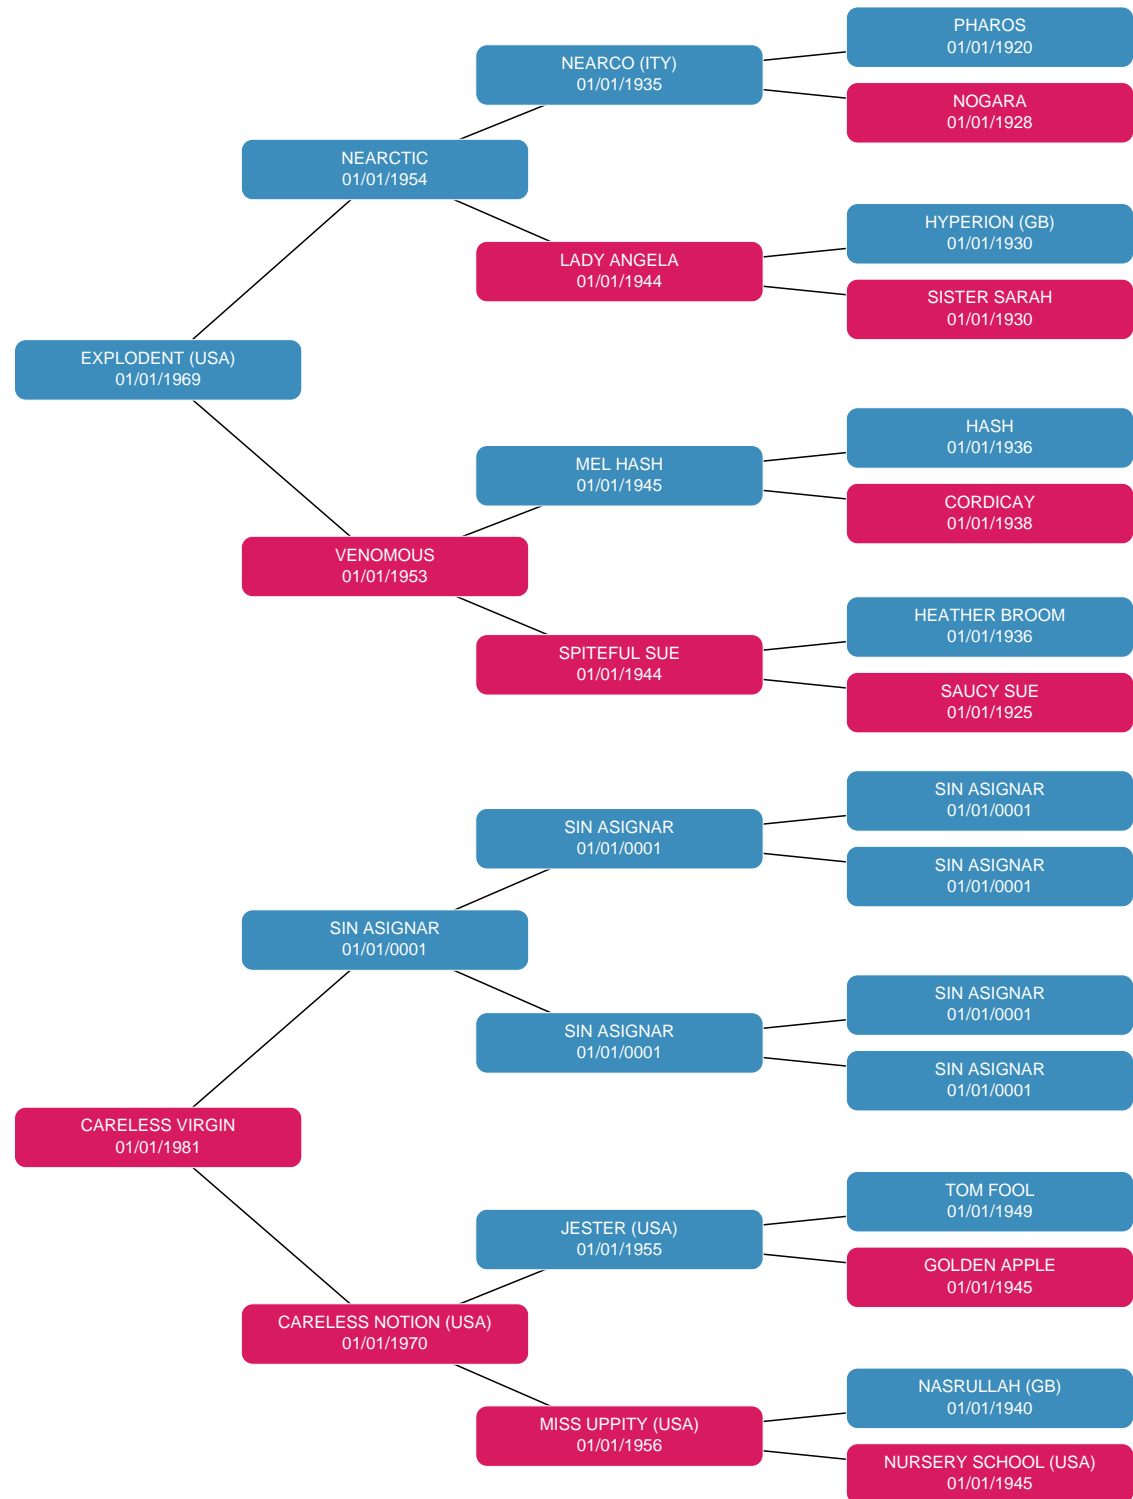 PHAROS
01/01/1920
NEARCO (ITY)
01/01/1935
NOGARA
01/01/1928
NEARCTIC
01/01/1954
HYPERION (GB)
01/01/1930
LADY ANGELA
01/01/1944
SISTER SARAH
01/01/1930
EXPLODENT (USA)
01/01/1969
HASH
01/01/1936
MEL HASH
01/01/1945
CORDICAY
01/01/1938
VENOMOUS
01/01/1953
HEATHER BROOM
01/01/1936
SPITEFUL SUE
01/01/1944
SAUCY SUE
01/01/1925
SIN ASIGNAR
01/01/0001
SIN ASIGNAR
01/01/0001
SIN ASIGNAR
01/01/0001
SIN ASIGNAR
01/01/0001
SIN ASIGNAR
01/01/0001
SIN ASIGNAR
01/01/0001
SIN ASIGNAR
01/01/0001
CARELESS VIRGIN
01/01/1981
TOM FOOL
01/01/1949
JESTER (USA)
01/01/1955
GOLDEN APPLE
01/01/1945
CARELESS NOTION (USA)
01/01/1970
NASRULLAH (GB)
01/01/1940
MISS UPPITY (USA)
01/01/1956
NURSERY SCHOOL (USA)
01/01/1945